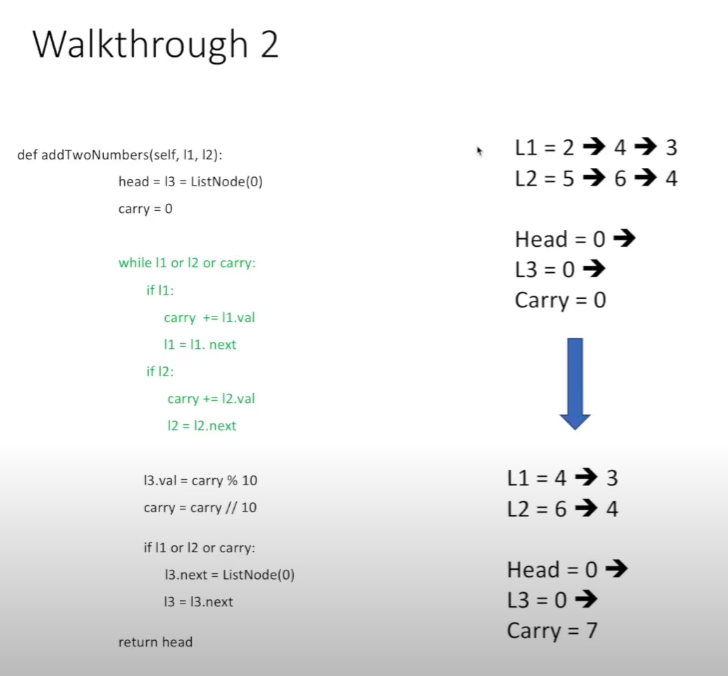 Walkthrough 2
def addTwoNumbers(self, l1, l2):
head = l3 = ListNode(0)
carry = 0
while l1 or l2 or carry:
if l1:
carry += l1.val
l1 = l1. next
if l2:
carry += l2.val
l2 = l2.next
l3.val = carry % 10
carry = carry // 10
if l1 or l2 or carry:
l3.next = ListNode(0)
l3 = l3.next
return head
L1 = 2 → 4 → 3
L2 = 5 → 6 → 4
Head = 0 →
L3 = 0 →
Carry = 0
L1 = 4 → 3
L2 = 6 → 4
Head = 0 →
L3 = 0 →
Carry = 7